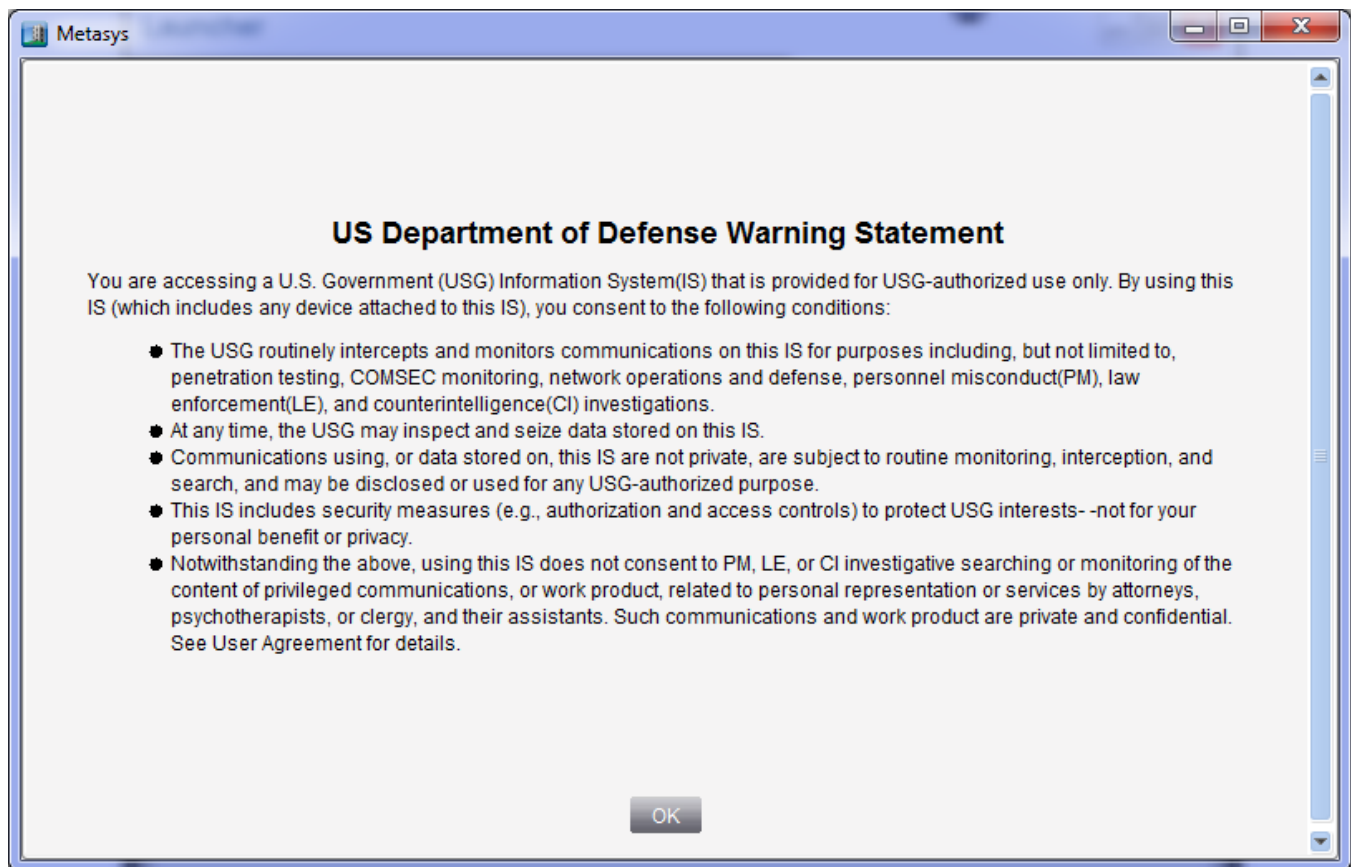 Metasys
Launcher
US Department of Defense Warning Statement
You are accessing a U.S. Government (USG) Information System(IS) that is provided for USG-authorized use only. By using this
IS (which includes any device attached to this IS), you consent to the following conditions:
● The USG routinely intercepts and monitors communications on this IS for purposes including, but not limited to,
penetration testing, COMSEC monitoring, network operations and defense, personnel misconduct(PM), law
enforcement(LE), and counterintelligence(CI) investigations.
● At any time, the USG may inspect and seize data stored on this IS.
● Communications using, or data stored on, this IS are not private, are subject to routine monitoring, interception, and
search, and may be disclosed or used for any USG-authorized purpose.
● This IS includes security measures (e.g., authorization and access controls) to protect USG interests- -not for your
personal benefit or privacy.
● Notwithstanding the above, using this IS does not consent to PM, LE, or CI investigative searching or monitoring of the
content of privileged communications, or work product, related to personal representation or services by attorneys,
psychotherapists, or clergy, and their assistants. Such communications and work product are private and confidential.
See User Agreement for details.
OK